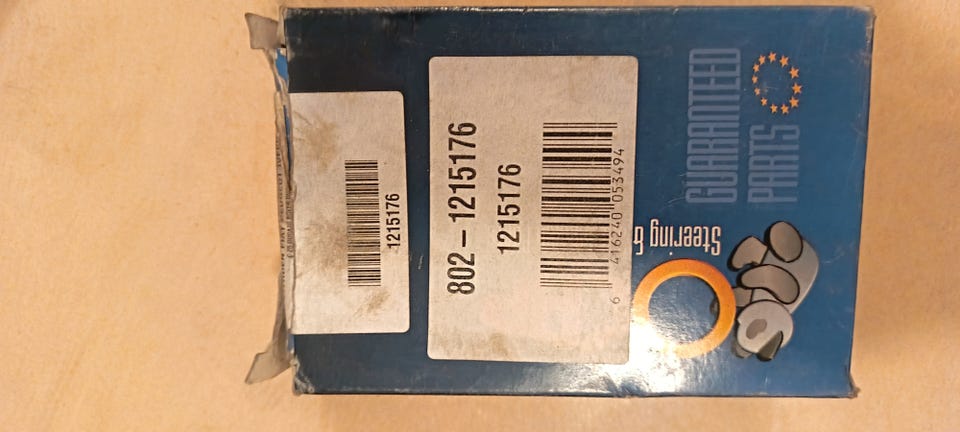 1215176
802-1215176
1215176
6 416240 053494
Steering &
GUARANTEED
PARTS